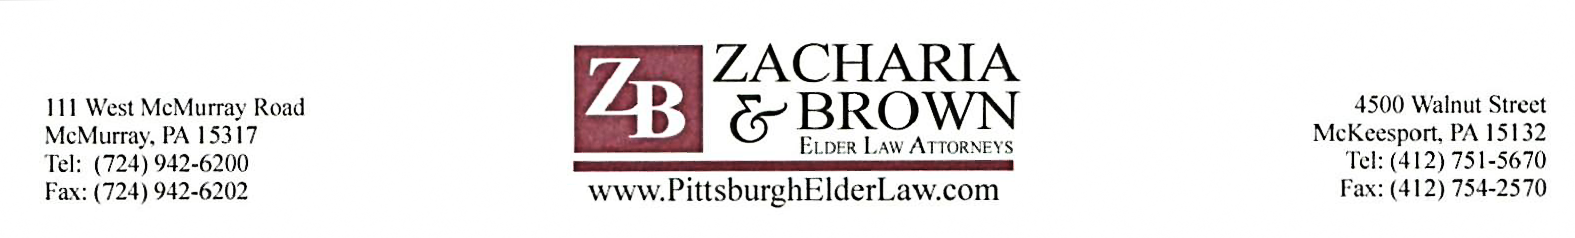 111 West McMurray Road
McMurray, PA 15317
Tel: (724) 942-6200
Fax: (724) 942-6202
ZB
ZACHARIA
& BROWN
ELDER LAW ATTORNEYS
www.PittsburghElderLaw.com
4500 Walnut Street
McKeesport, PA 15132
Tel: (412) 751-5670
Fax: (412) 754-2570